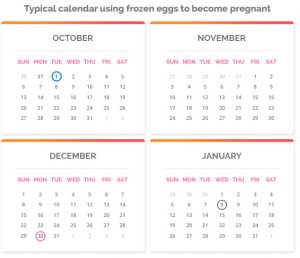 Typical calendar using frozen eggs to become pregnant
OCTOBER
SUN MON TUE WED THU FRI SAT
30 31 1 2 3 4 5
6 7 8 9 10 11 12
13 14 15 16 17 18 19
20 21 22 23 24 25 26
27 28 29 30 31 1 2
NOVEMBER
SUN MON TUE WED THU FRI SAT
27 28 29 30 31 1 2
3 4 5 6 7 8 9
10 11 12 13 14 15 16
17 18 19 20 21 22 23
24 25 26 27 28 29 30
DECEMBER
SUN MON TUE WED THU FRI SAT
1 2 3 4 5 6 7
8 9 10 11 12 13 14
15 16 17 18 19 20 21
22 23 24 25 26 27 28
29 30 31 1 2 3 4
JANUARY
SUN MON TUE WED THU FRI SAT
29 30 31 1 2 3 4
5 6 7 8 9 10 11
12 13 14 15 16 17 18
19 20 21 22 23 24 25
26 27 28 29 30 31 1